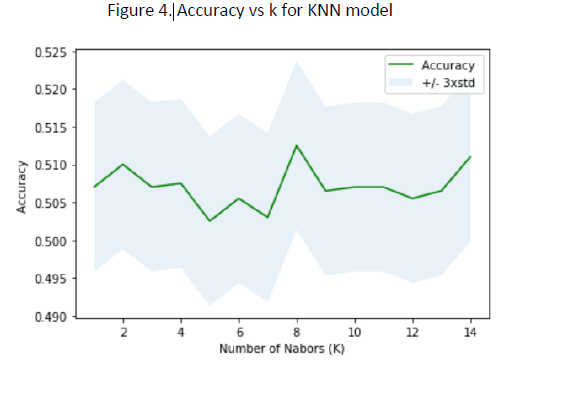 Figure 4. Accuracy vs k for KNN model
0.525
0.520
0.515
0.510
0.505
0.500
0.495
0.490
Accuracy
Accuracy
+/- 3xstd
2 4 6 8 10 12 14
Number of Nabors (K)